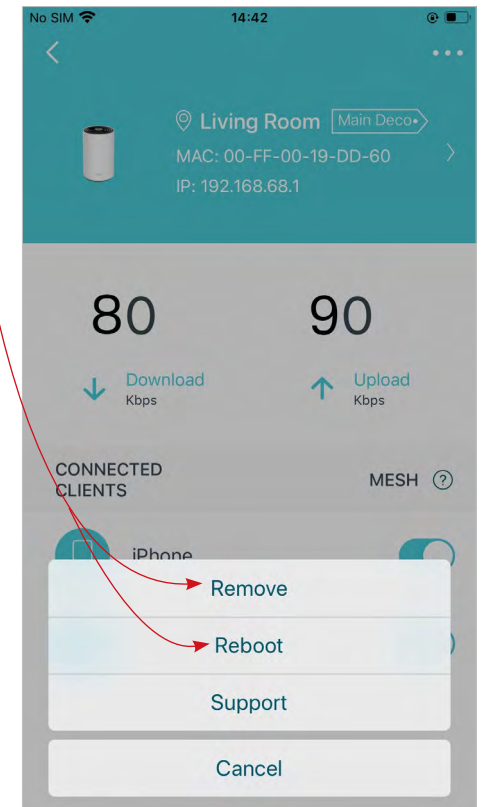 No SIM 14:42
Living Room Main Deco
MAC: 00-FF-00-19-DD-60
IP: 192.168.68.1
80 90
Download Upload
Kbps Kbps
CONNECTED
CLIENTS
MESH ?
iPhone
Remove
Reboot
Support
Cancel